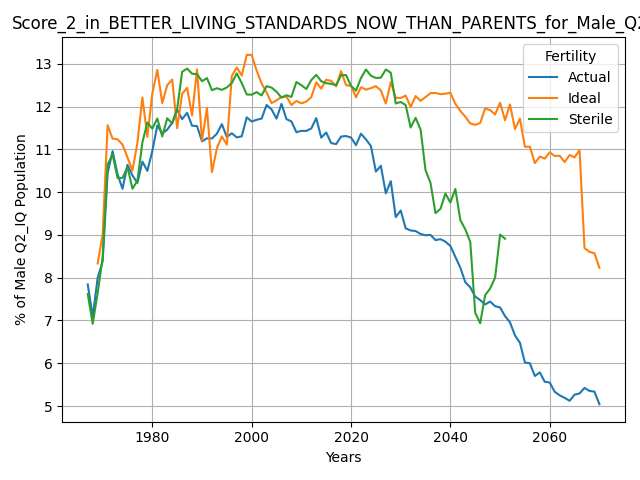 Score_2_in_BETTER_LIVING_STANDARDS_NOW_THAN_PARENTS_for_Male_Q2
Fertility
Actual
Ideal
Sterile
% of Male Q2_IQ Population
13
12
11
10
9
8
7
6
5
1980
2000
2020
2040
2060
Years